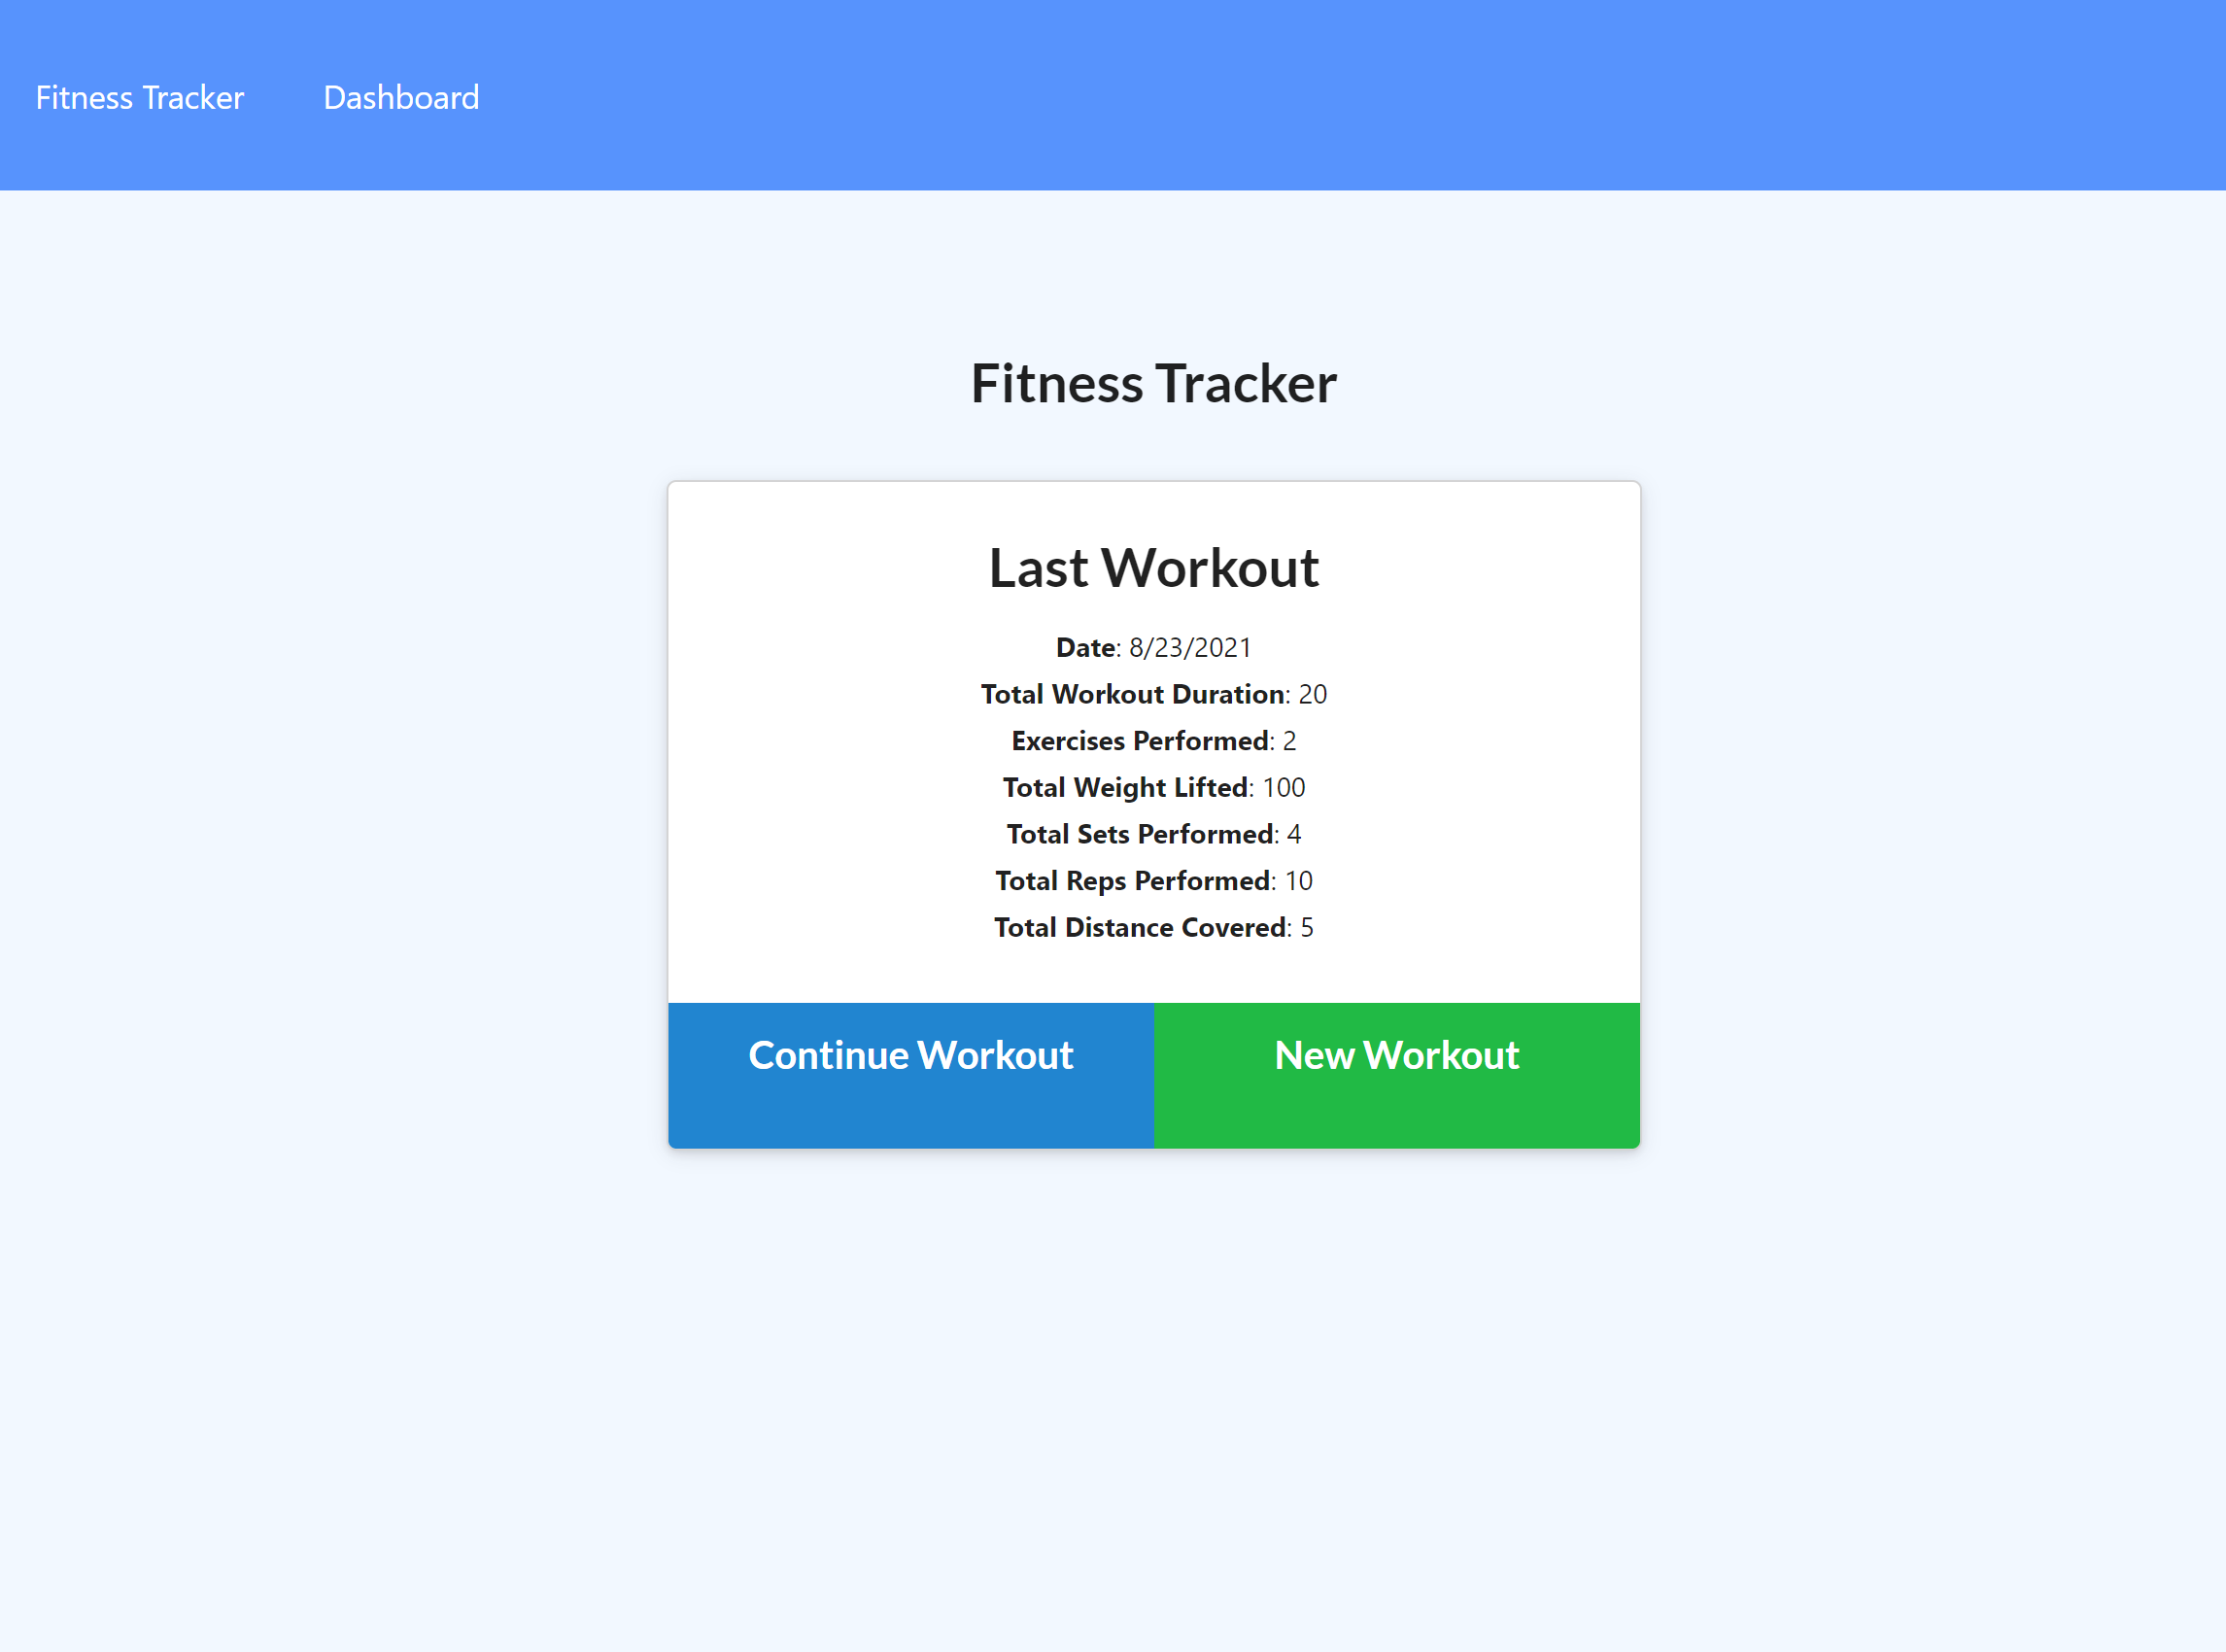 Fitness Tracker Dashboard
Fitness Tracker
Last Workout
Date: 8/23/2021
Total Workout Duration: 20
Exercises Performed: 2
Total Weight Lifted: 100
Total Sets Performed: 4
Total Reps Performed: 10
Total Distance Covered: 5
Continue Workout New Workout